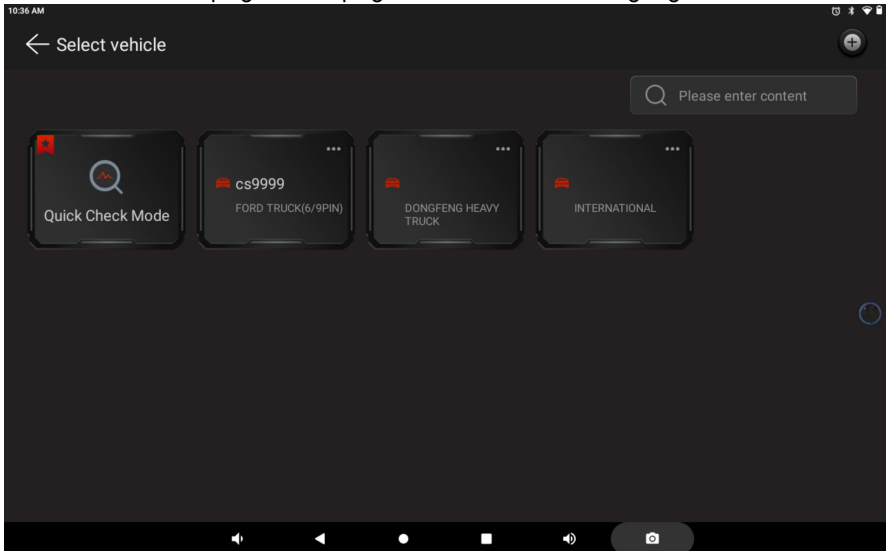 10:36 AM
Select vehicle
Please enter content
Quick Check Mode
cs9999
FORD TRUCK(6/9PIN)
DONGFENG HEAVY
TRUCK
INTERNATIONAL